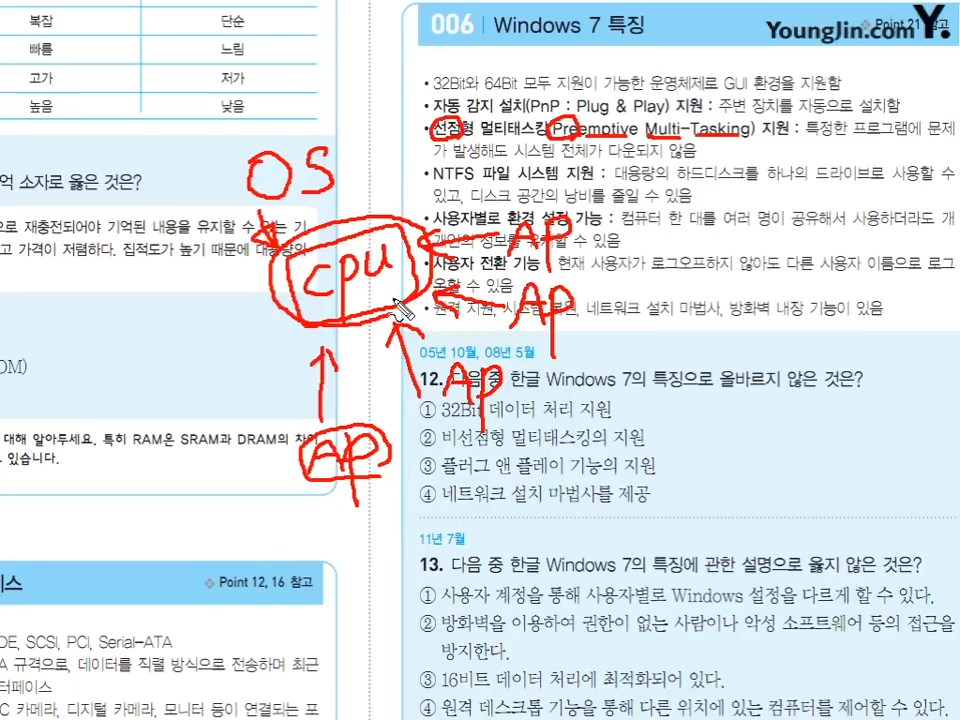 복잡 단순
빠름 느림
고가 저가
높음 낮음
억 소자로 옳은 것은?
으로 재충전되어야 기억된 내용을 유지할 수 있는 기
고 가격이 저렴하다. 집적도가 높기 때문에 대용량의
OM)
대해 알아두세요. 특히 RAM은 SRAM과 DRAM의 차이
있습니다.
이스 Point 12, 16 참고
DE, SCSI, PCI, Serial-ATA
A 규격으로, 데이터를 직렬 방식으로 전송하며 최근
터페이스
C 카메라, 디지털 카메라, 모니터 등이 연결되는 포
006 Windows 7 특징 Point 21 참고
YoungJin.com Y.
• 32Bit와 64Bit 모두 지원이 가능한 운영체제로 GUI 환경을 지원함
• 자동 감지 설치(PnP : Plug & Play) 지원 : 주변 장치를 자동으로 설치함
• 선점형 멀티태스킹(Preemptive Multi-Tasking) 지원 : 특정한 프로그램에 문제
가 발생해도 시스템 전체가 다운되지 않음
• NTFS 파일 시스템 지원 : 대용량의 하드디스크를 하나의 드라이브로 사용할 수
있고, 디스크 공간의 낭비를 줄일 수 있음
• 사용자별로 환경 설정 가능 : 컴퓨터 한 대를 여러 명이 공유해서 사용하더라도 개
개인의 정보를 유지할 수 있음
• 사용자 전환 기능 : 현재 사용자가 로그오프하지 않아도 다른 사용자 이름으로 로그
온할 수 있음
• 원격 지원, 시스템 복원, 네트워크 설치 마법사, 방화벽 내장 기능이 있음
OS
CPU
AP
AP
AP
AP
05년 10월, 08년 5월
12. 다음 중 한글 Windows 7의 특징으로 올바르지 않은 것은?
① 32Bit 데이터 처리 지원
② 비선점형 멀티태스킹의 지원
③ 플러그 앤 플레이 기능의 지원
④ 네트워크 설치 마법사를 제공
11년 7월
13. 다음 중 한글 Windows 7의 특징에 관한 설명으로 옳지 않은 것은?
① 사용자 계정을 통해 사용자별로 Windows 설정을 다르게 할 수 있다.
② 방화벽을 이용하여 권한이 없는 사람이나 악성 소프트웨어 등의 접근을
방지한다.
③ 16비트 데이터 처리에 최적화되어 있다.
④ 원격 데스크톱 기능을 통해 다른 위치에 있는 컴퓨터를 제어할 수 있다.